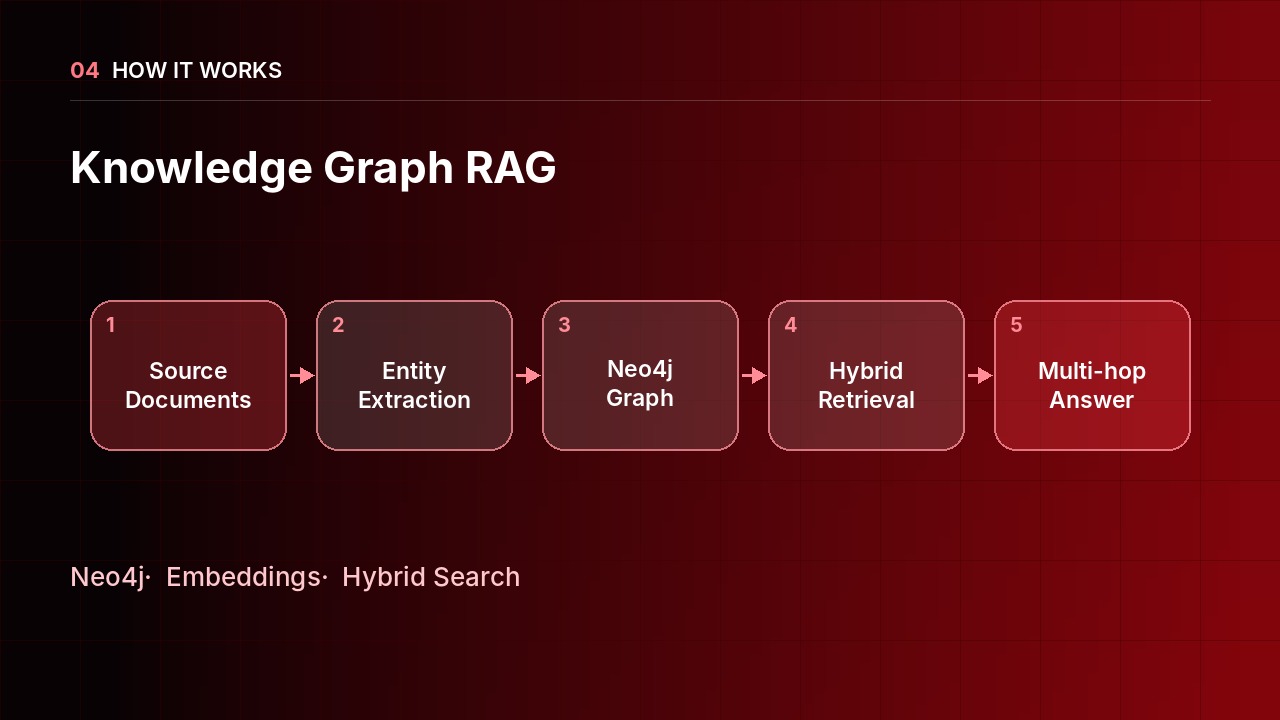 04 HOW IT WORKS
Knowledge Graph RAG
1
Source
Documents
2
Entity
Extraction
3
Neo4j
Graph
4
Hybrid
Retrieval
5
Multi-hop
Answer
Neo4j· Embeddings· Hybrid Search